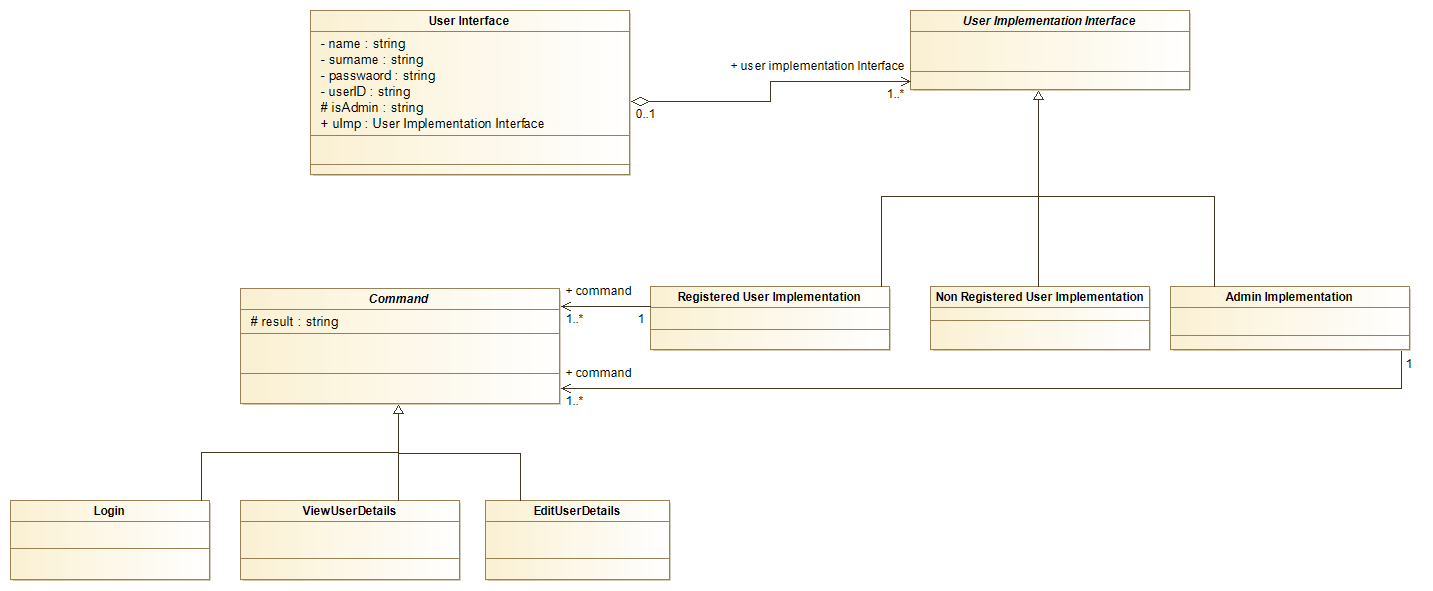 User Interface
- name : string
- surname : string
- passwaord : string
- userID : string
# isAdmin : string
+ uImp : User Implementation Interface
0..1
+ user implementation Interface
1..*
User Implementation Interface
Command
# result : string
+ command
1..*
1
Registered User Implementation
Non Registered User Implementation
Admin Implementation
1
+ command
1..*
Login
ViewUserDetails
EditUserDetails